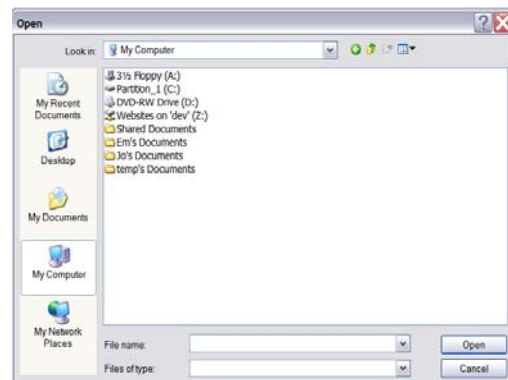 Open
Look in: My Computer
3½ Floppy (A:)
Partition_1 (C:)
DVD-RW Drive (D:)
Websites on 'dev' (Z:)
Shared Documents
Em's Documents
Jo's Documents
temp's Documents
My Recent
Documents
Desktop
My Documents
My Computer
My Network
Places
File name:
Open
Files of type:
Cancel